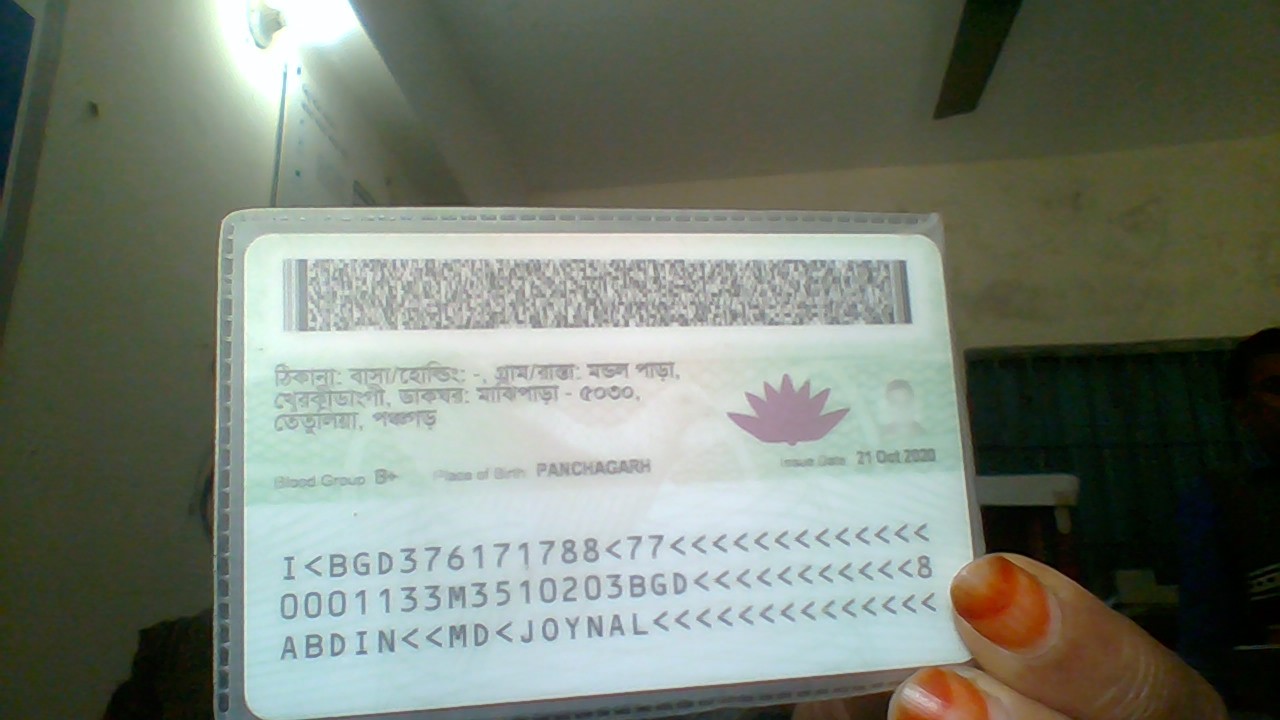 ঠিকানা: বাসা/হোল্ডিং: -, গ্রাম/রাস্তা: মন্ডল পাড়া,
খেরকীডাংগী, ডাকঘর: মাঝিপাড়া - ৫০৩০,
তেতুলিয়া, পঞ্চগড়
Blood Group B+ Place of Birth PANCHAGARH Issue Date 21 Oct 2020
I<BGD376171788<77<<<<<<<<<<<<<
0001133M3510203BGD<<<<<<<<<<<8
ABDIN<<MD<JOYNAL<<<<<<<<<<<<<<